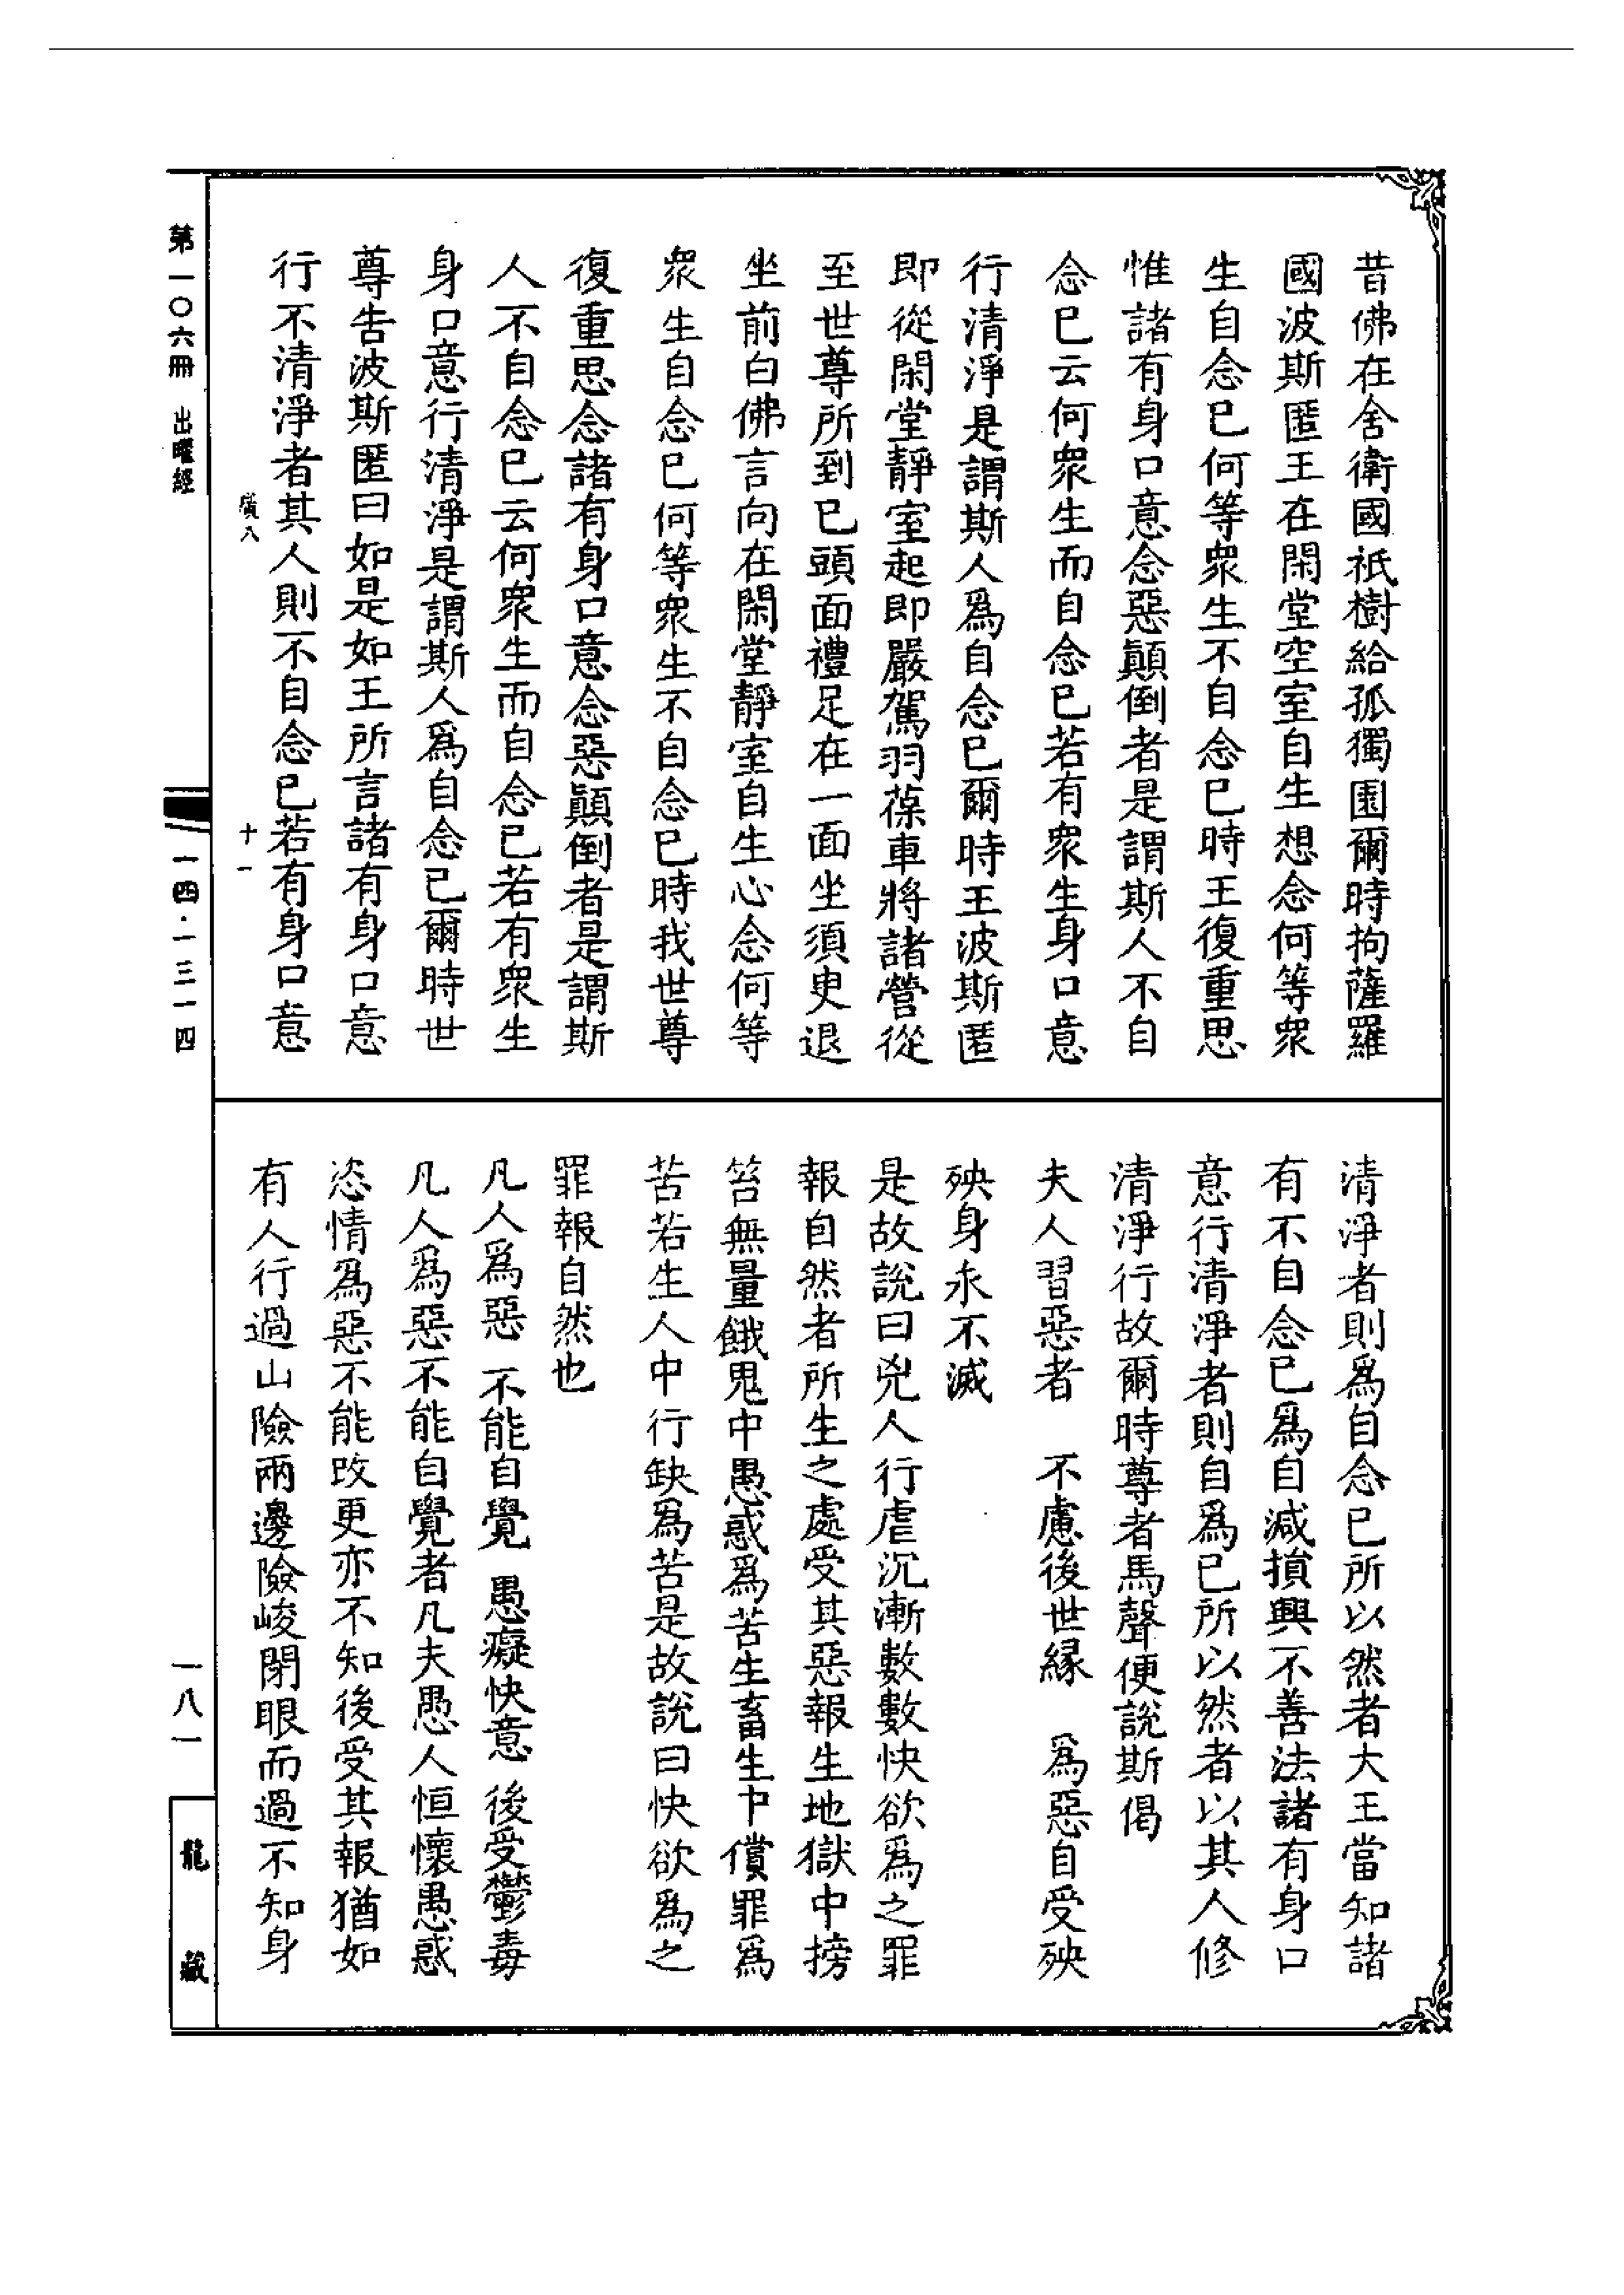 昔佛在舍衛國祇樹給孤獨園爾時拘薩羅
國波斯匿王在閑堂空室自生想念何等衆
生自念已何等衆生不自念已時王復重思
惟諸有身口意念惡顛倒者是謂斯人不自
念已云何衆生而自念已若有衆生身口意
行清淨是謂斯人爲自念已爾時王波斯匿
即從閑堂靜室起即嚴駕羽葆車將諸營從
至世尊所到已頭面禮足在一面坐須臾退
坐前白佛言向在閑堂靜室自生心念何等
衆生自念已何等衆生不自念已時我世尊
復重思念諸有身口意念惡顛倒者是謂斯
人不自念已云何衆生而自念已若有衆生
身口意行清淨是謂斯人爲自念已爾時世
尊告波斯匿曰如是如王所言諸有身口意
行不清淨者其人則不自念已若有身口意
廣八
十一
清淨者則爲自念已所以然者大王當知諸
有不自念已爲自減損興不善法諸有身口
意行清淨者則自爲已所以然者以其人修
清淨行故爾時尊者馬聲便說斯偈
夫人習惡者 不慮後世緣 爲惡自受殃
殃身永不滅
是故說曰兇人行虐沉漸數數快欲爲之罪
報自然者所生之處受其惡報生地獄中搒
笞無量餓鬼中愚惑爲苦生畜生中償罪爲
苦若生人中行缺爲苦是故說曰快欲爲之
罪報自然也
凡人爲惡 不能自覺 愚癡快意 後受鬱毒
凡人爲惡不能自覺者凡夫愚人恒懷愚惑
恣情爲惡不能改更亦不知後受其報猶如
有人行過山險兩邊險峻閉眼而過不知身
第一〇六冊 出曜經
一四·一三一四
一八一
龍藏